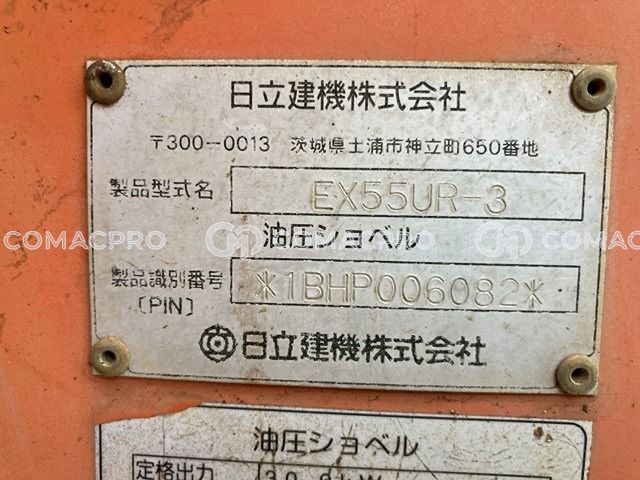 日立建機株式会社
〒300-0013 茨城県土浦市神立町650番地
製品型式名 EX55UR-3
油圧ショベル
COMACPRO COMACPRO COMAC
製品識別番号 *1BHP006082*
〔PIN〕
日立建機株式会社
油圧ショベル
定格出力